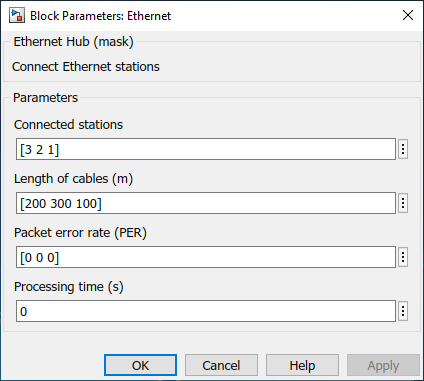 Block Parameters: Ethernet
Ethernet Hub (mask)
Connect Ethernet stations
Parameters
Connected stations
[3 2 1]
Length of cables (m)
[200 300 100]
Packet error rate (PER)
[0 0 0]
Processing time (s)
0
OK Cancel Help Apply